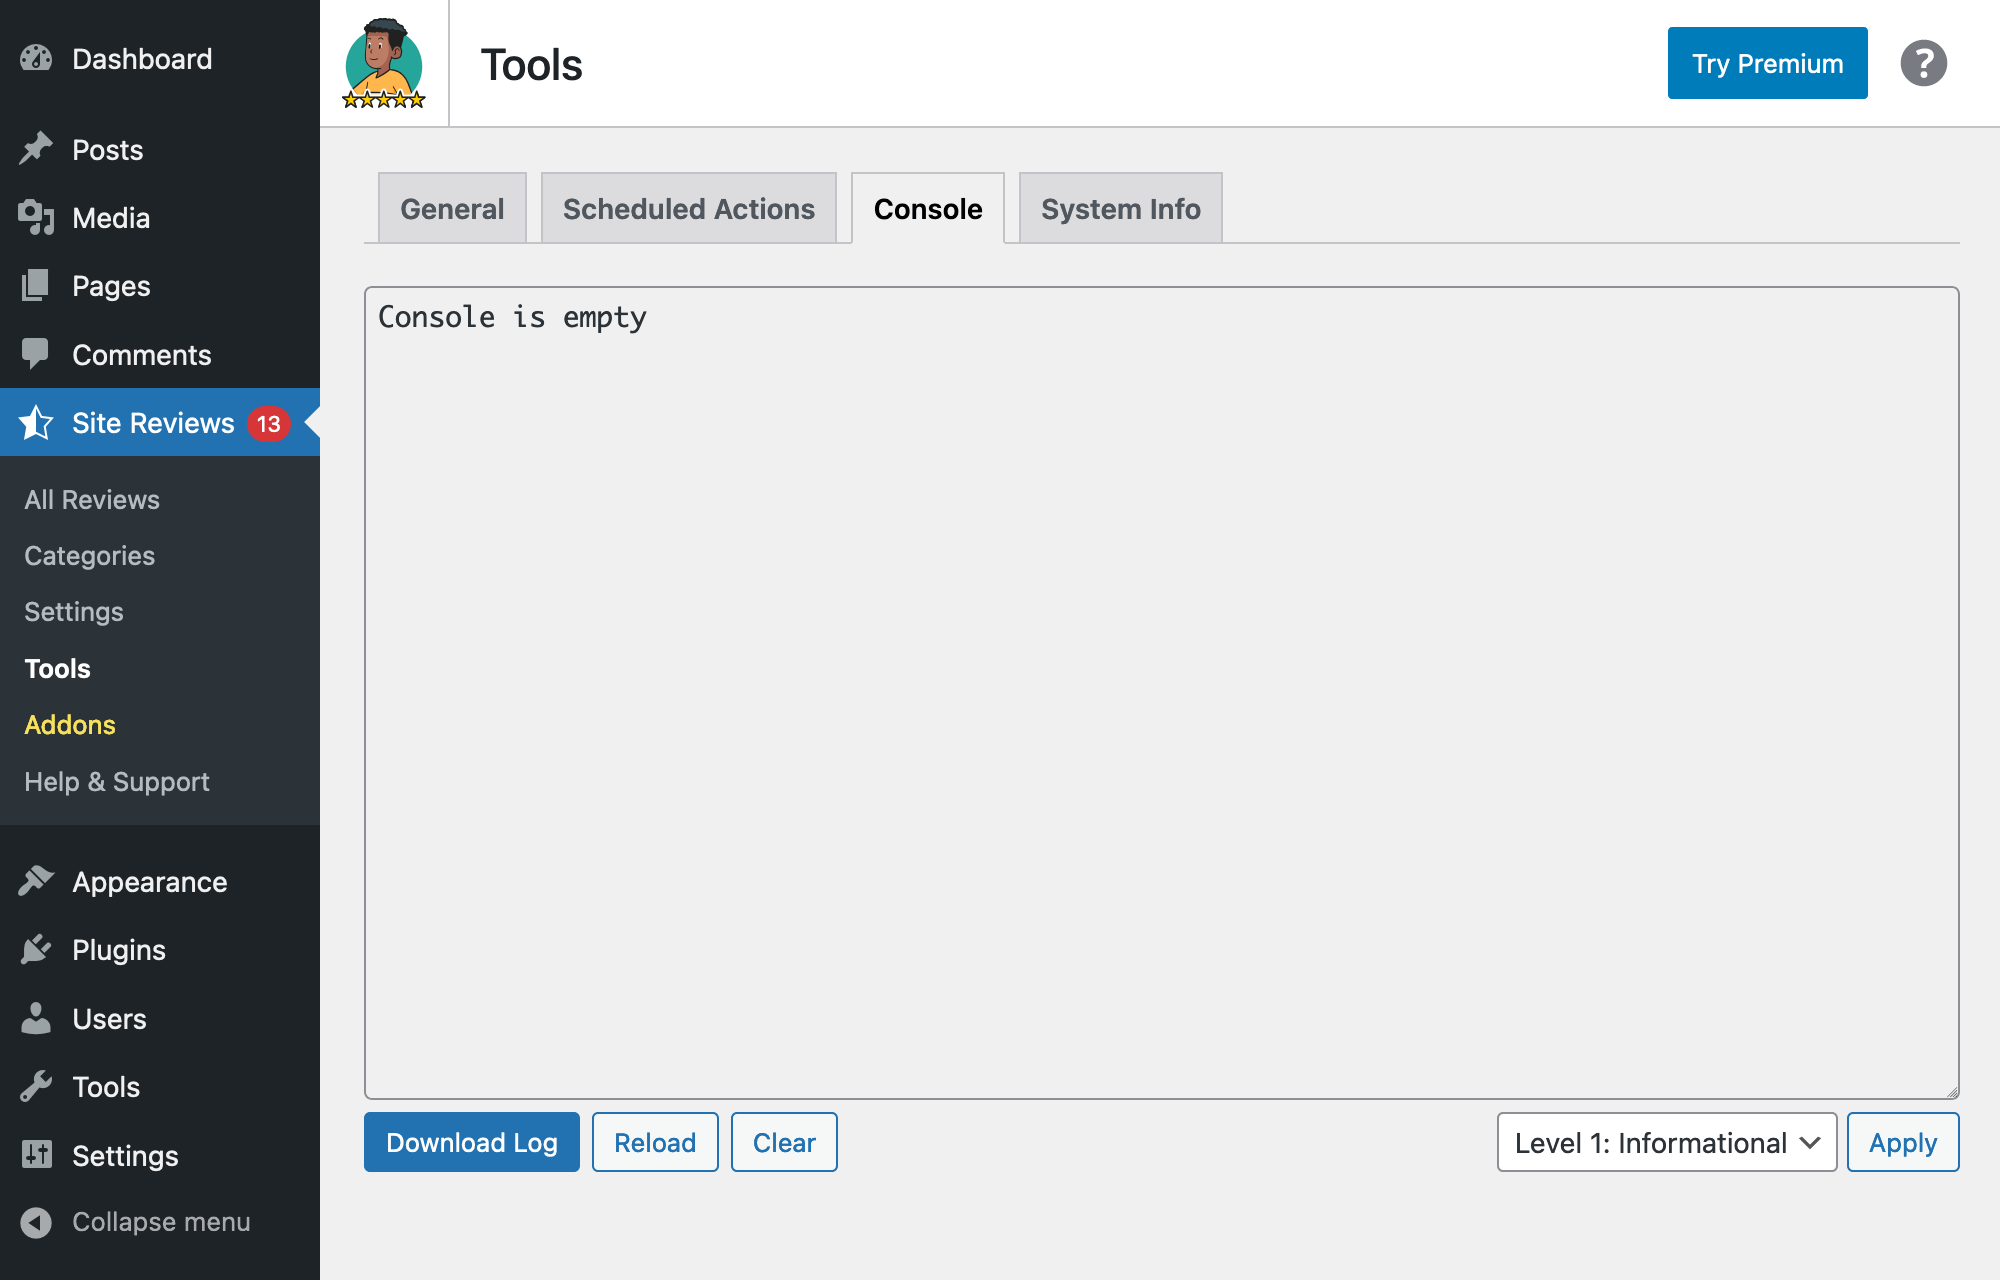 Dashboard
Posts
Media
Pages
Comments
Site Reviews 13
All Reviews
Categories
Settings
Tools
Addons
Help & Support
Appearance
Plugins
Users
Tools
Settings
Collapse menu
Tools
Try Premium
?
General
Scheduled Actions
Console
System Info
Console is empty
Download Log
Reload
Clear
Level 1: Informational
Apply